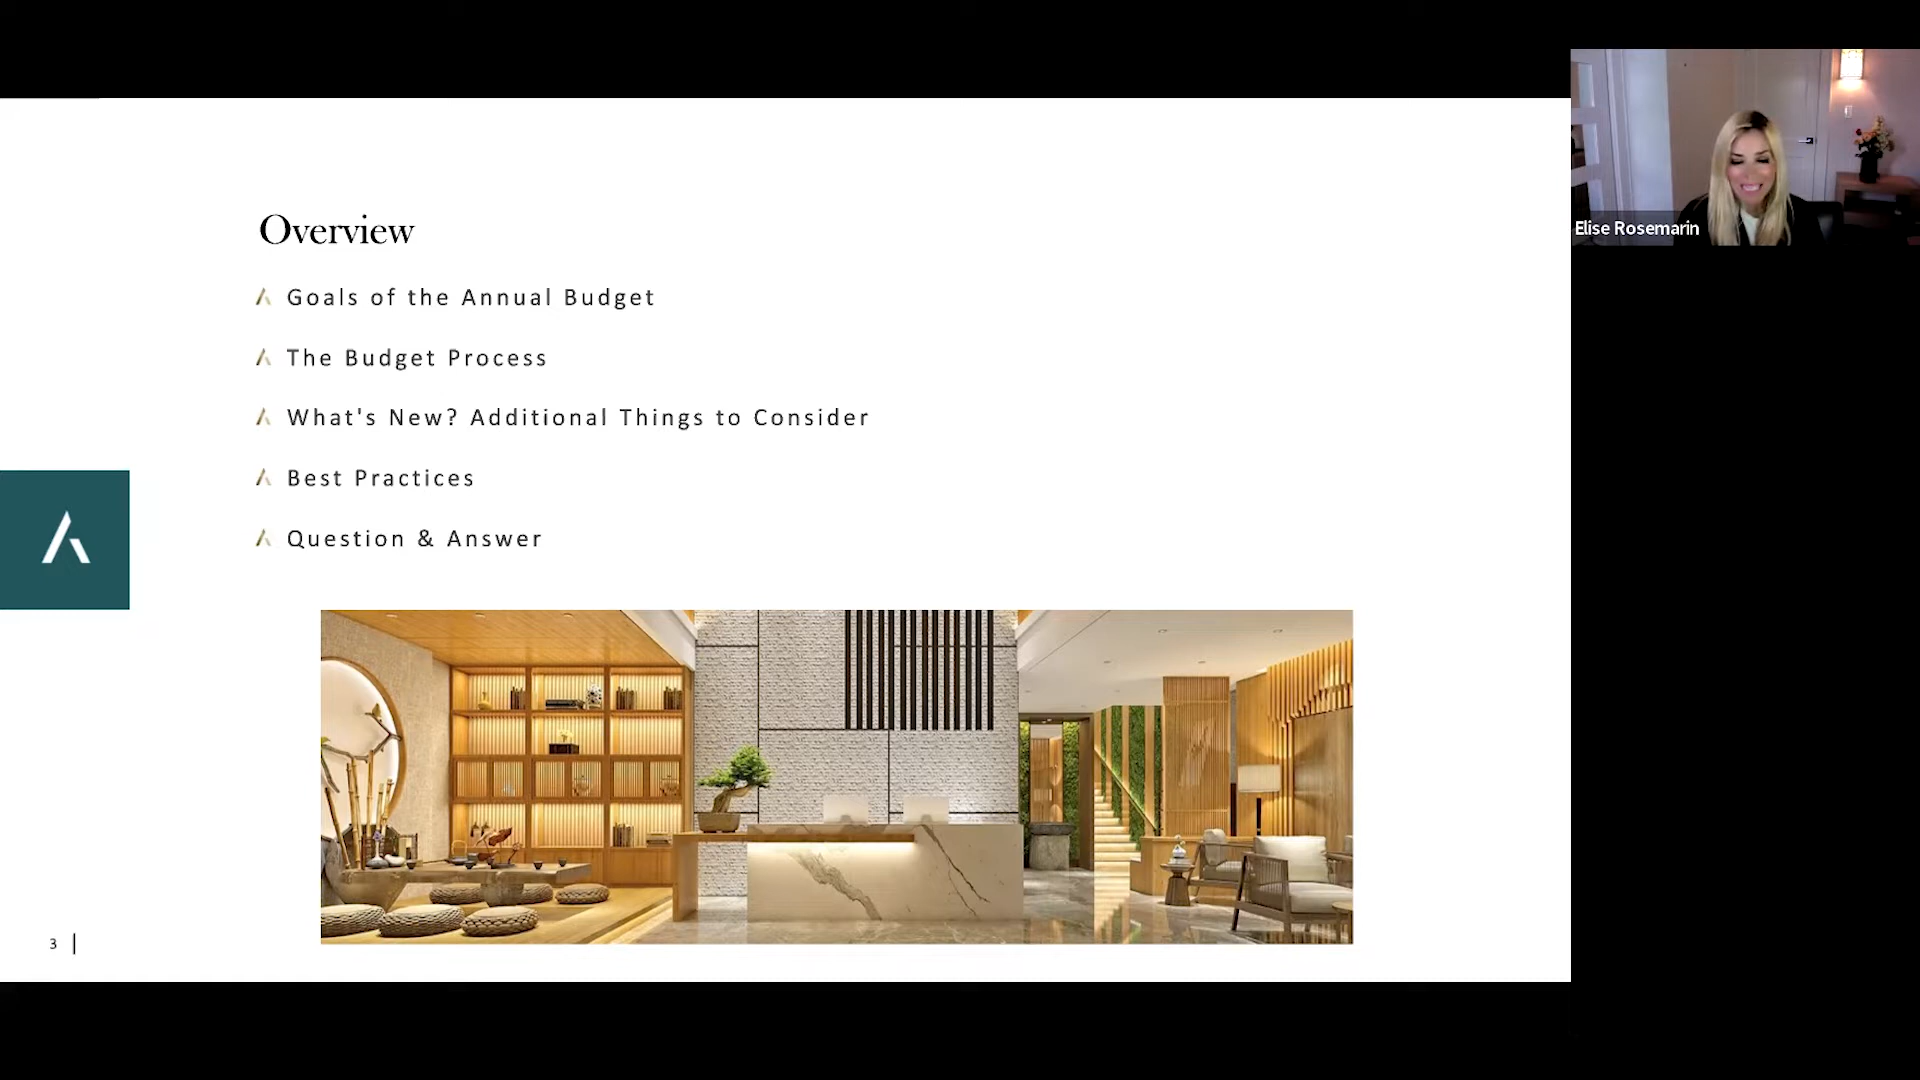 Overview
Goals of the Annual Budget
The Budget Process
What's New? Additional Things to Consider
Best Practices
Question & Answer
3
Elise Rosemarin